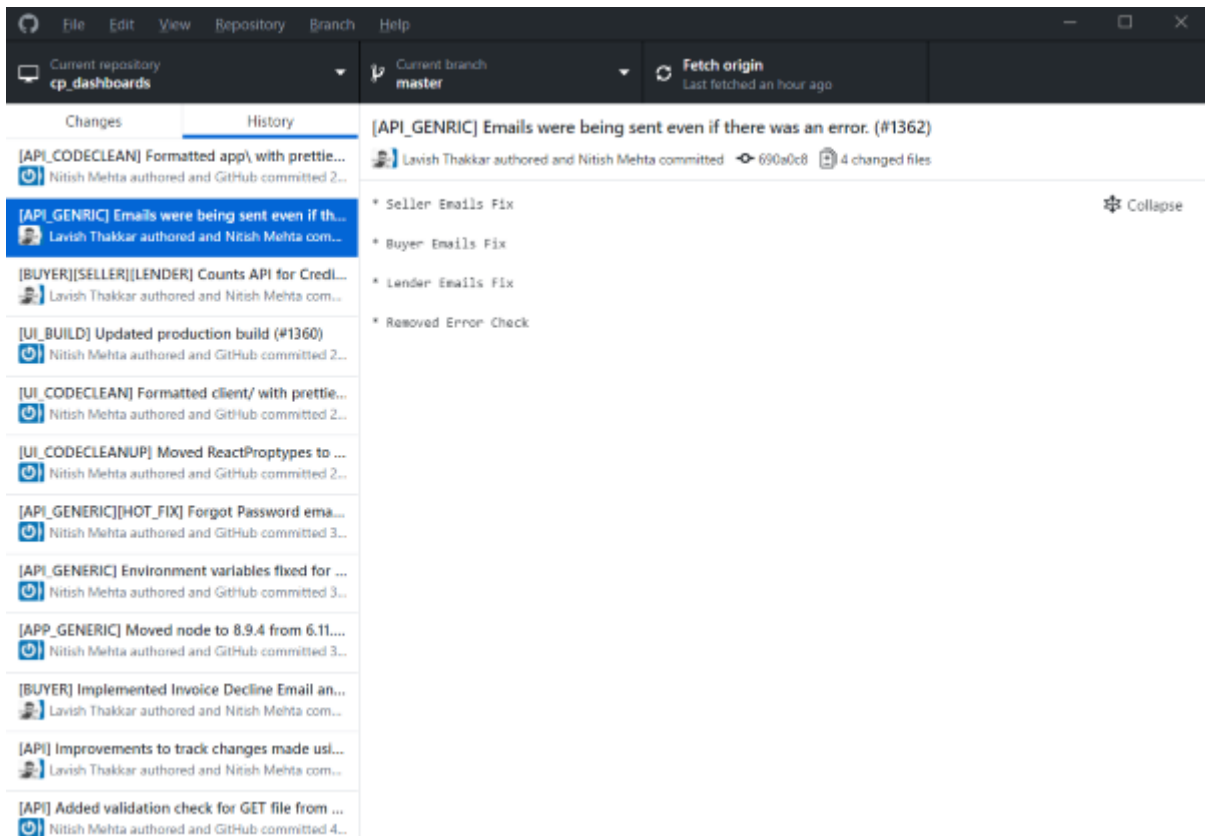 File Edit View Repository Branch Help
Current repository
cp_dashboards
Current branch
master
Fetch origin
Last fetched an hour ago
Changes History
[API_CODECLEAN] Formatted app\ with prettie...
Nitish Mehta authored and GitHub committed 2...
[API_GENRIC] Emails were being sent even if th...
Lavish Thakkar authored and Nitish Mehta com...
[BUYER][SELLER][LENDER] Counts API for Credi...
Lavish Thakkar authored and Nitish Mehta com...
[UI_BUILD] Updated production build (#1360)
Nitish Mehta authored and GitHub committed 2...
[UI_CODECLEAN] Formatted client/ with prettie...
Nitish Mehta authored and GitHub committed 2...
[UI_CODECLEANUP] Moved ReactProptypes to ...
Nitish Mehta authored and GitHub committed 2...
[API_GENERIC][HOT_FIX] Forgot Password ema...
Nitish Mehta authored and GitHub committed 3...
[API_GENERIC] Environment variables fixed for ...
Nitish Mehta authored and GitHub committed 3...
[APP_GENERIC] Moved node to 8.9.4 from 6.11....
Nitish Mehta authored and GitHub committed 3...
[BUYER] Implemented Invoice Decline Email an...
Lavish Thakkar authored and Nitish Mehta com...
[API] Improvements to track changes made usi...
Lavish Thakkar authored and Nitish Mehta com...
[API] Added validation check for GET file from ...
Nitish Mehta authored and GitHub committed 4...
[API_GENRIC] Emails were being sent even if there was an error. (#1362)
Lavish Thakkar authored and Nitish Mehta committed 690a0c8 4 changed files
* Seller Emails Fix
Collapse
* Buyer Emails Fix
* Lender Emails Fix
* Removed Error Check